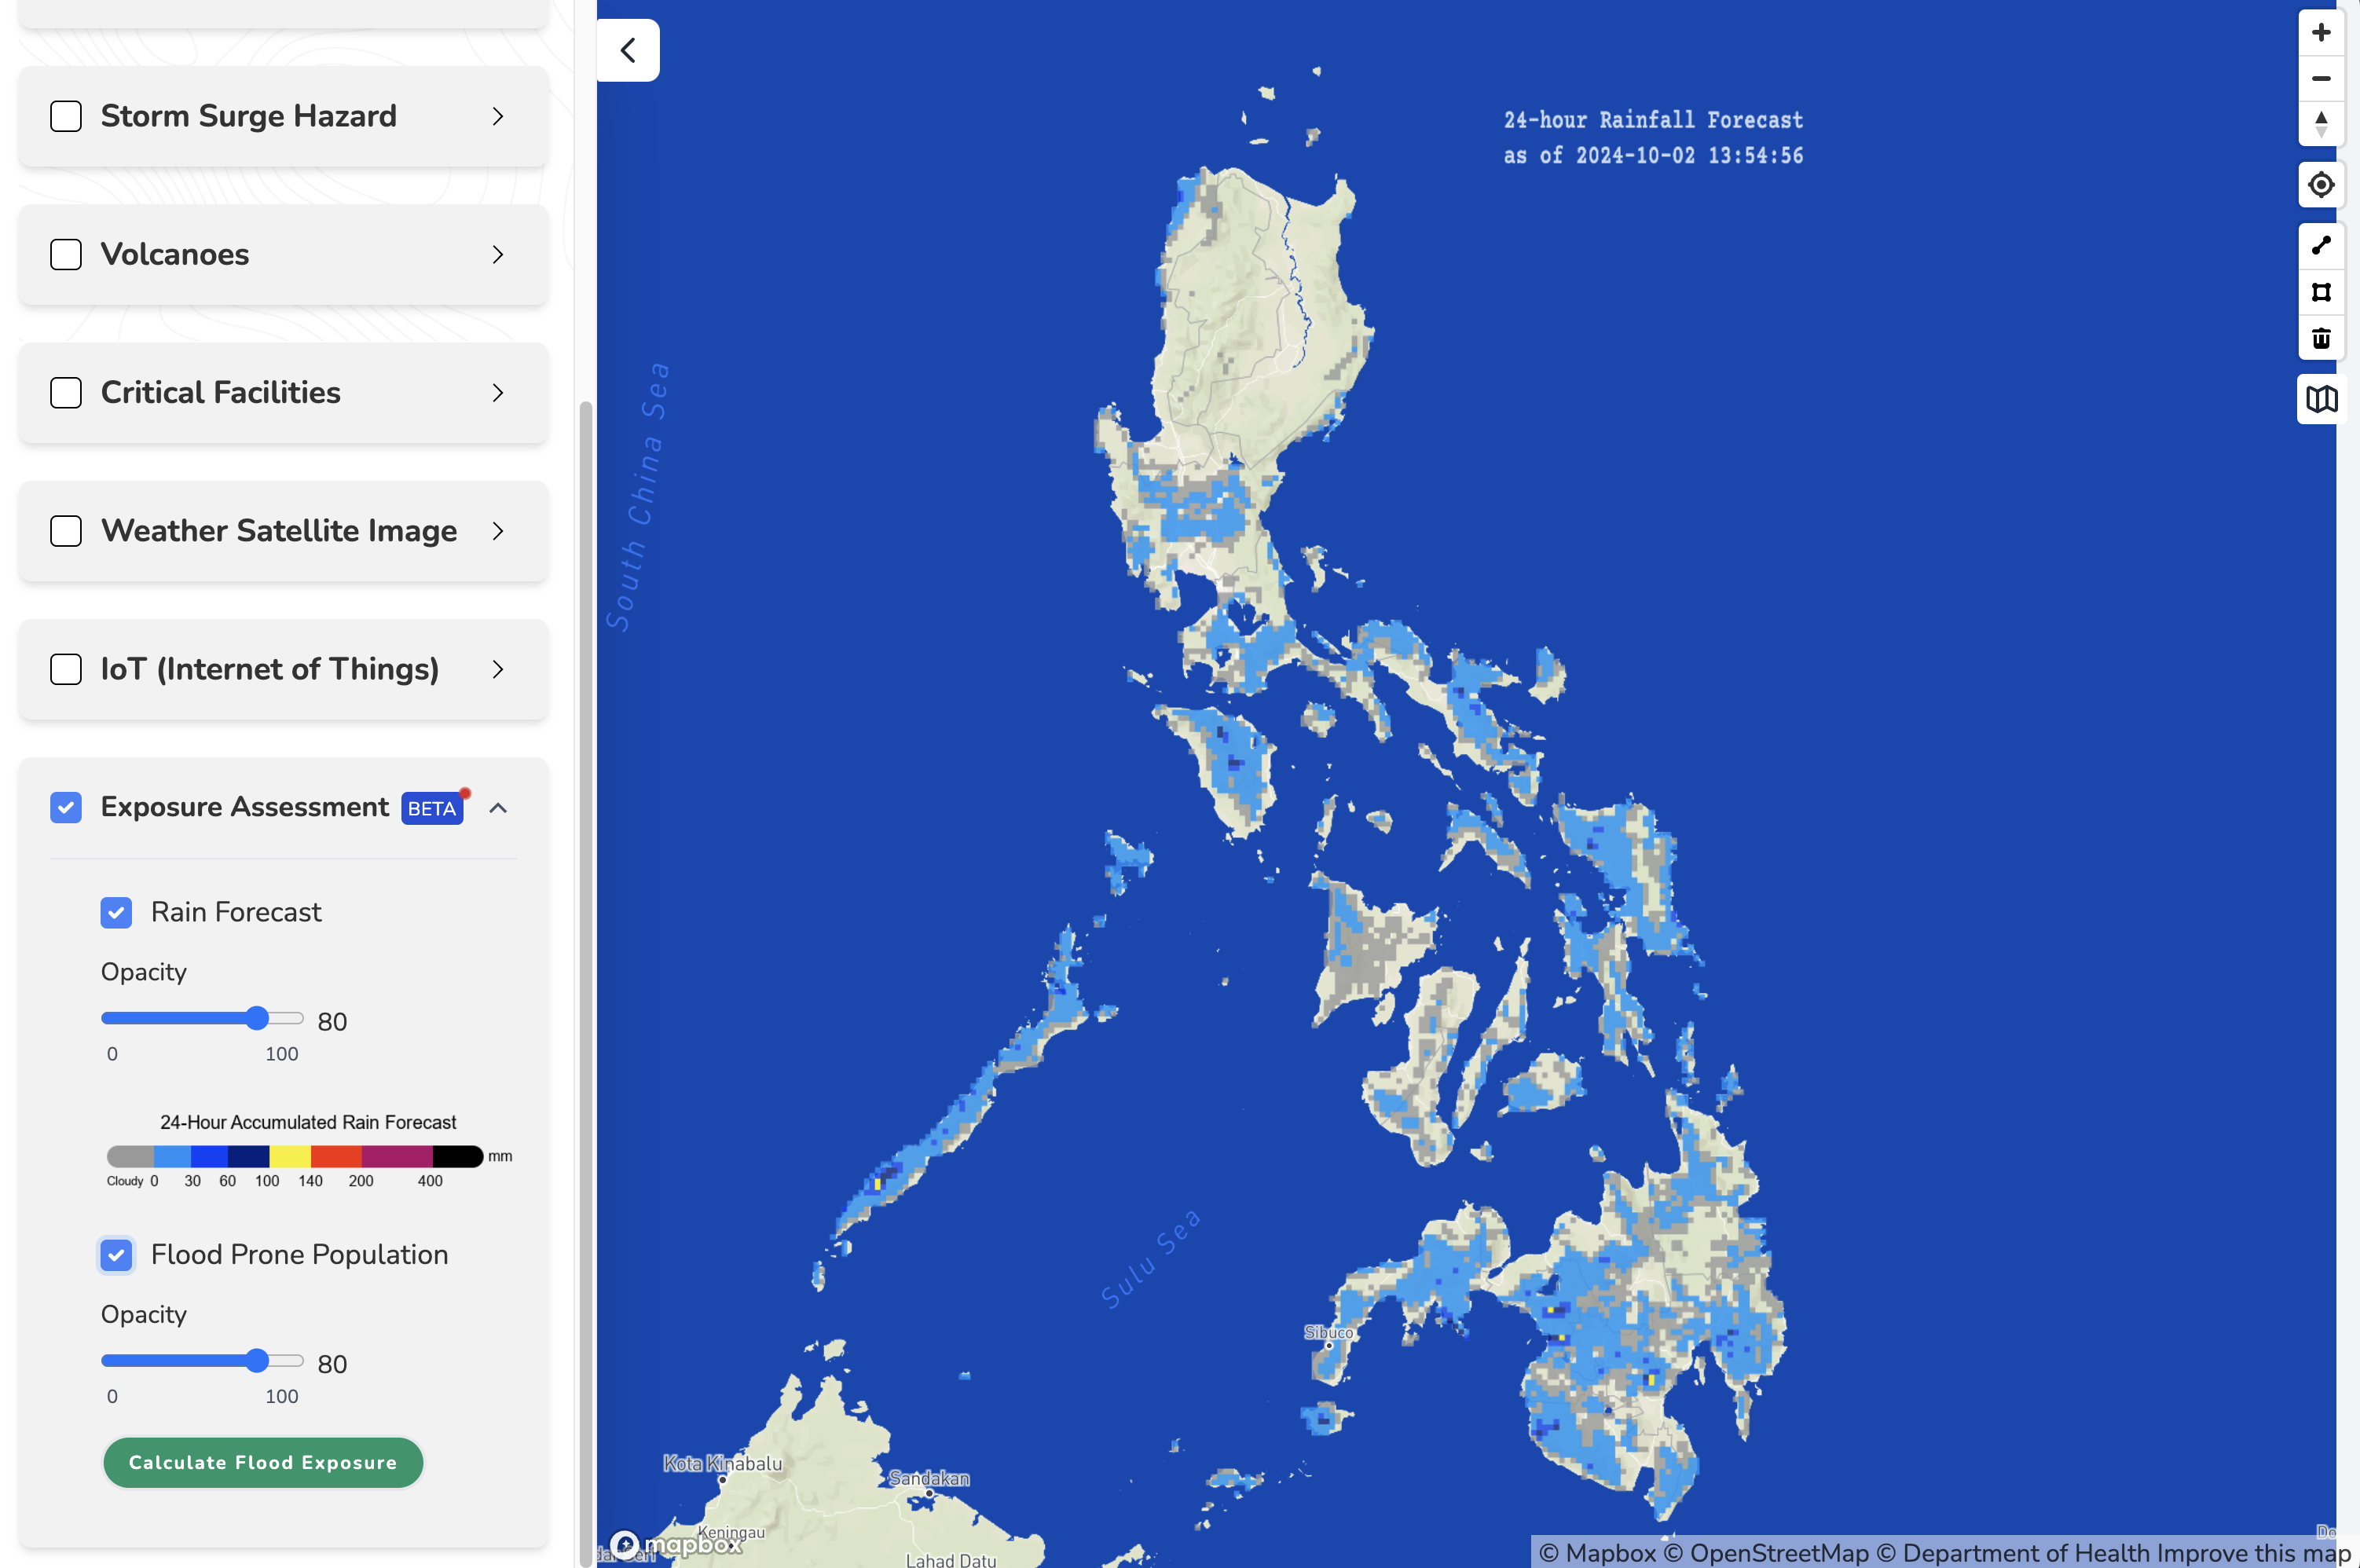 Storm Surge Hazard
Volcanoes
Critical Facilities
Weather Satellite Image
IoT (Internet of Things)
Exposure Assessment BETA
Rain Forecast
Opacity
80
0 100
24-Hour Accumulated Rain Forecast
mm
Cloudy 0 30 60 100 140 200 400
Flood Prone Population
Opacity
80
0 100
Calculate Flood Exposure
24-hour Rainfall Forecast
as of 2024-10-02 13:54:56
South China Sea
Sulu Sea
Sibuco
Kota Kinabalu
Sandakan
Keningau
Lahad Datu
mapbox
© Mapbox © OpenStreetMap © Department of Health Improve this map